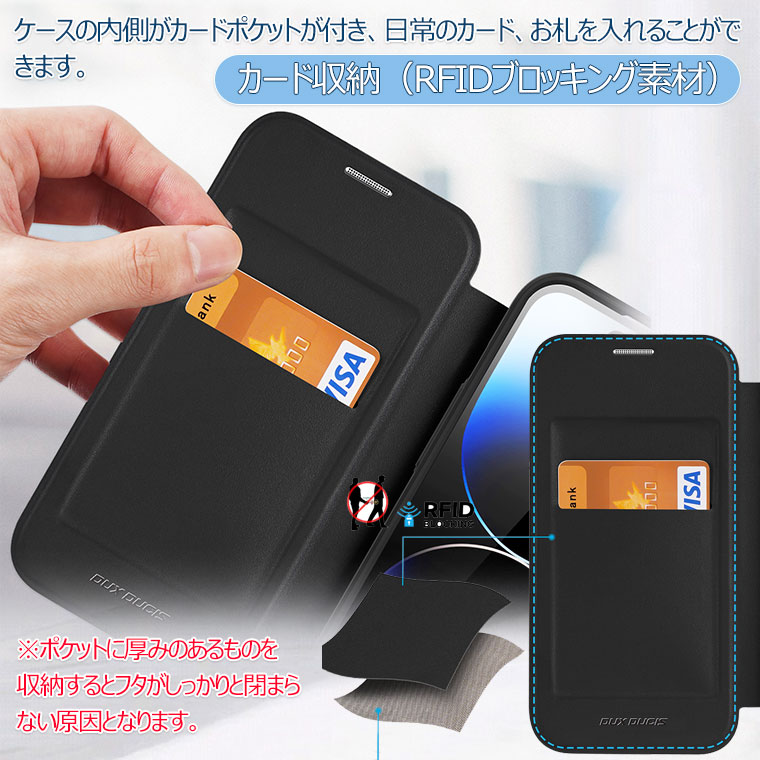 ケースの内側がカードポケットが付き、日常のカード、お札を入れることがで
きます。
カード収納（RFIDブロッキング素材）
ank
VISA
RFID
BLOCKING
ank
VISA
DUX DUCIS
DUX DUCIS
※ポケットに厚みのあるものを
収納するとフタがしっかりと閉まら
ない原因となります。